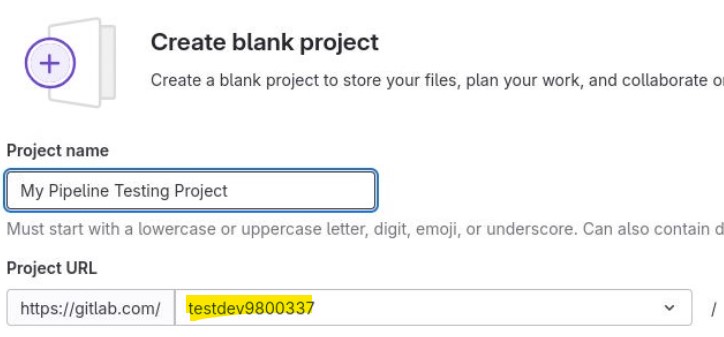 Create blank project
Create a blank project to store your files, plan your work, and collaborate
Project name
My Pipeline Testing Project
Must start with a lowercase or uppercase letter, digit, emoji, or underscore. Can also contain
Project URL
https://gitlab.com/ testdev9800337 /